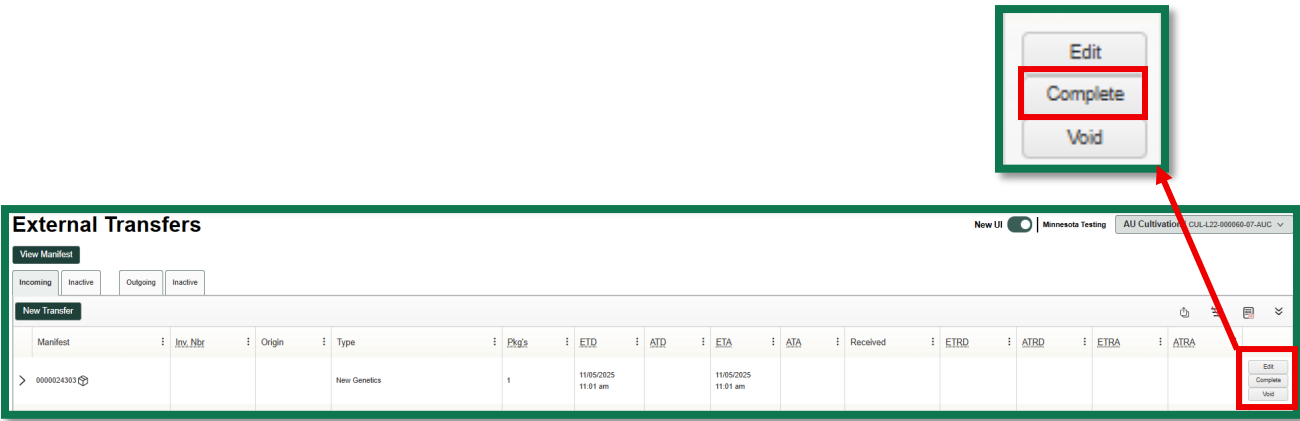 Edit
Complete
Void
External Transfers
New UI Minnesota Testing AU Cultivation CUL-L22-000060-07-AUC
View Manifest
Incoming Inactive Outgoing Inactive
New Transfer
Manifest Inv. Nbr Origin Type Pkg's ETD ATD ETA ATA Received ETRD ATRD ETRA ATRA
0000024303 New Genetics 1 11/05/2025 11/05/2025
11:01 am 11:01 am
Edit
Complete
Void